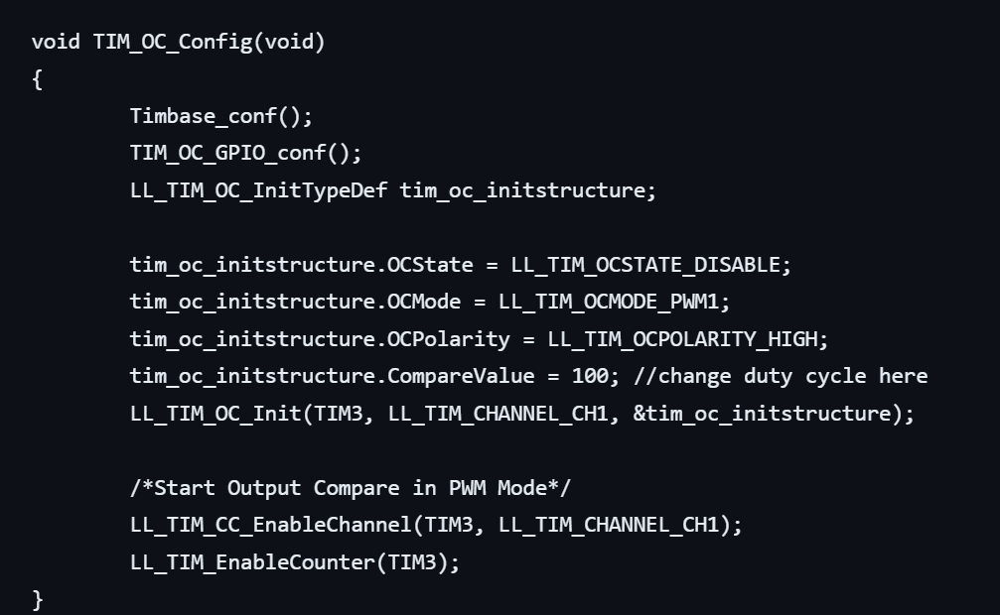 void TIM_OC_Config(void)
{
        Timbase_conf();
        TIM_OC_GPIO_conf();
        LL_TIM_OC_InitTypeDef tim_oc_initstructure;

        tim_oc_initstructure.OCState = LL_TIM_OCSTATE_DISABLE;
        tim_oc_initstructure.OCMode = LL_TIM_OCMODE_PWM1;
        tim_oc_initstructure.OCPolarity = LL_TIM_OCPOLARITY_HIGH;
        tim_oc_initstructure.CompareValue = 100; //change duty cycle here
        LL_TIM_OC_Init(TIM3, LL_TIM_CHANNEL_CH1, &tim_oc_initstructure);

        /*Start Output Compare in PWM Mode*/
        LL_TIM_CC_EnableChannel(TIM3, LL_TIM_CHANNEL_CH1);
        LL_TIM_EnableCounter(TIM3);
}